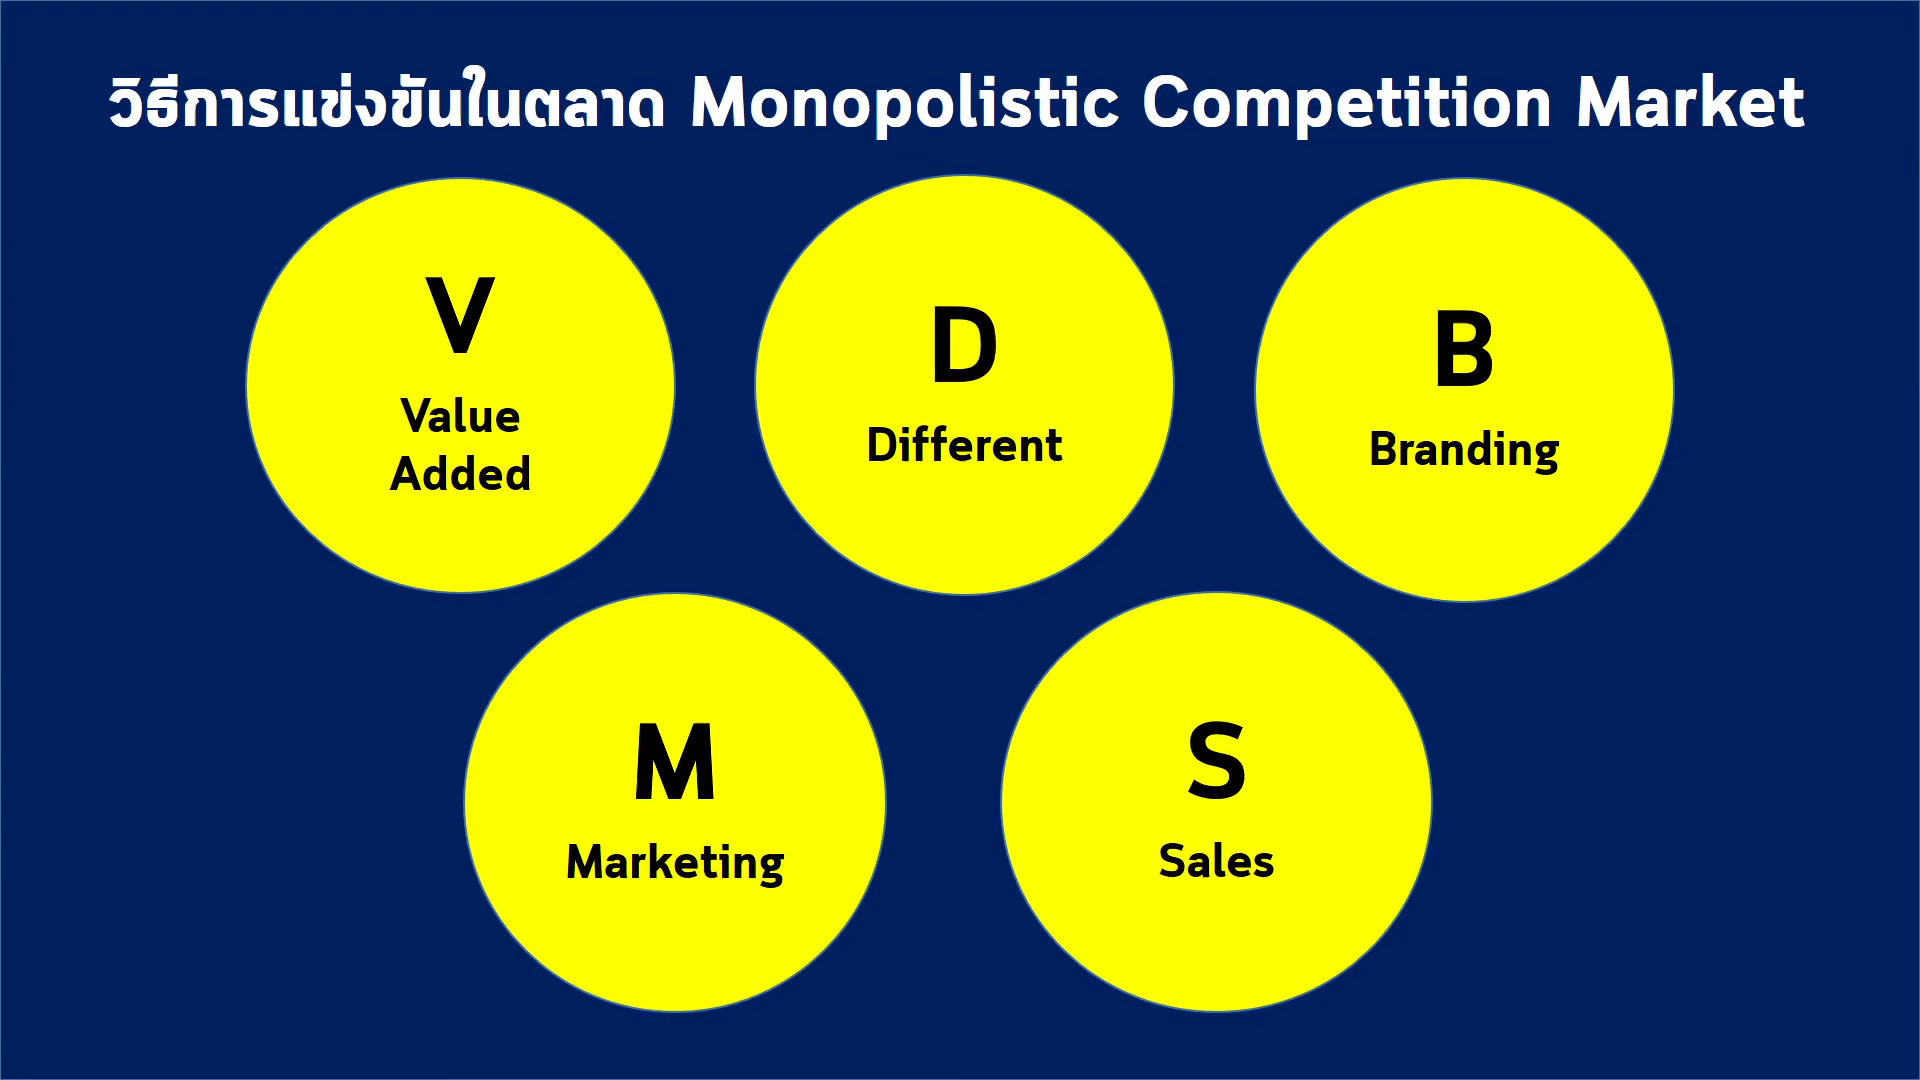 วิธีการแข่งขันในตลาด Monopolistic Competition Market
V
Value
Added
D
Different
B
Branding
M
Marketing
S
Sales